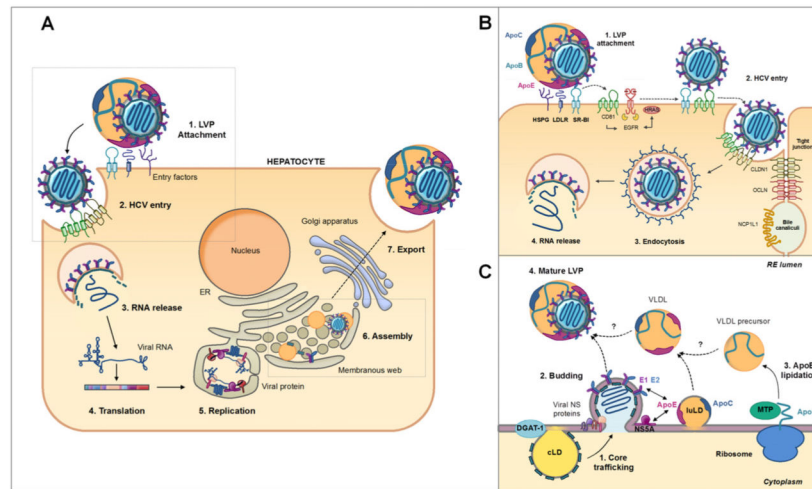 A
1. LVP
Attachment
Entry factors
HEPATOCYTE
2. HCV entry
Golgi apparatus
Nucleus
7. Export
ER
3. RNA release
6. Assembly
Viral RNA
Membranous web
Viral protein
4. Translation
5. Replication
B
ApoC
1. LVP
attachment
ApoB
ApoE
2. HCV entry
HSPG LDLR SR-BI
CD81
HRAS
EGFR
Tight
junction
CLDN1
OCLN
NCP1L1
Bile
canaliculi
4. RNA release
3. Endocytosis
RE lumen
C
4. Mature LVP
VLDL
?
VLDL precursor
?
2. Budding
E1 E2
3. ApoB
lipidation
Viral NS
proteins
ApoE
ApoC
luLD
MTP
Apo
DGAT-1
NS5A
cLD
1. Core
trafficking
Ribosome
Cytoplasm